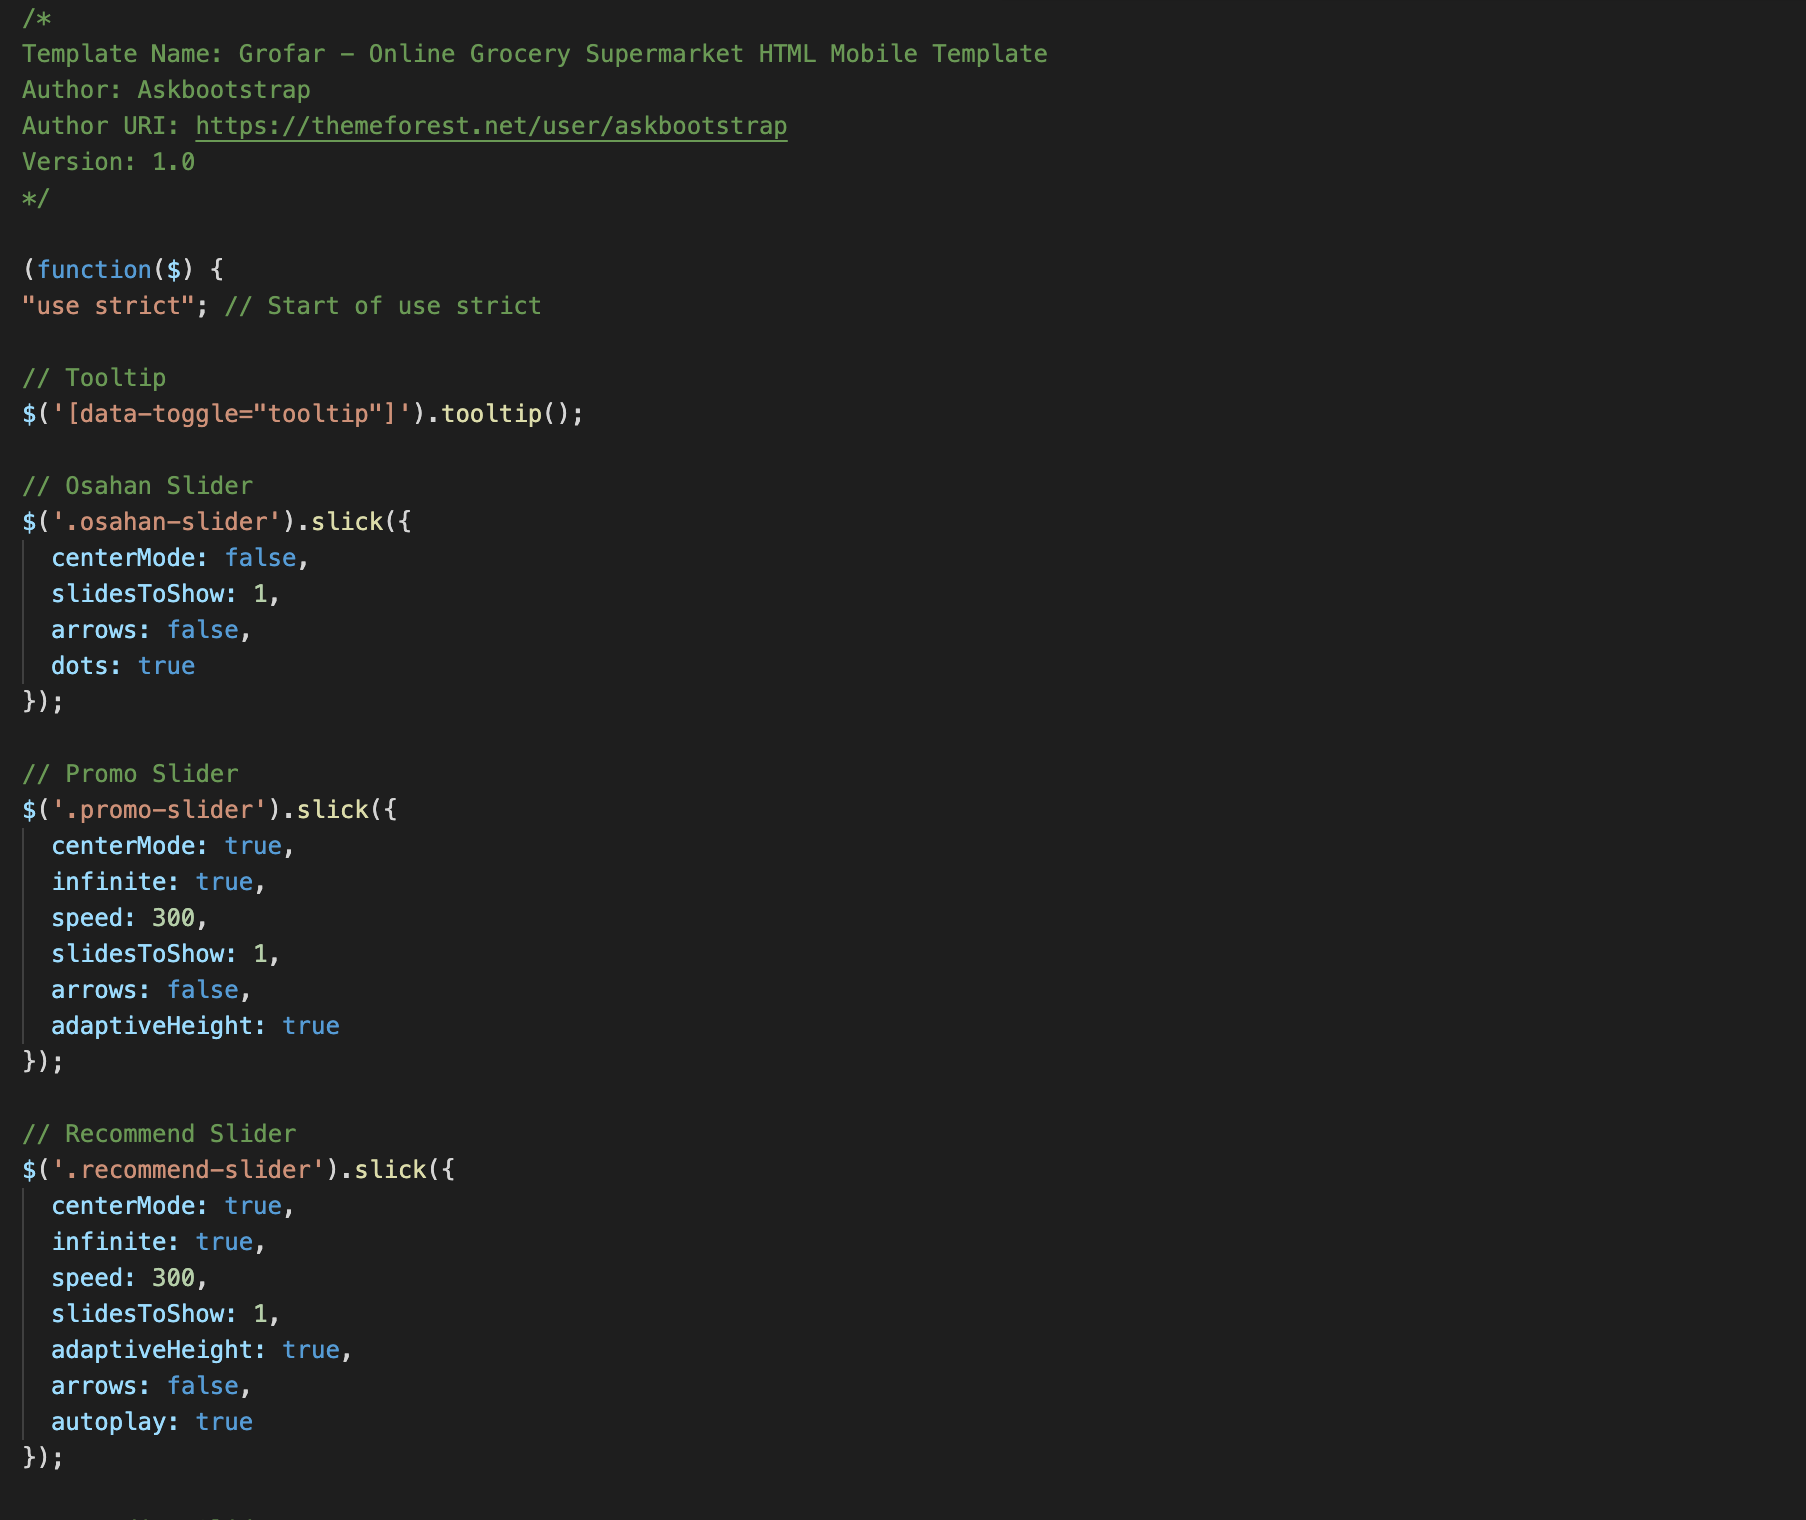 /*
Template Name: Grofar – Online Grocery Supermarket HTML Mobile Template
Author: Askbootstrap
Author URI: https://themeforest.net/user/askbootstrap
Version: 1.0
*/
(function($) {
"use strict"; // Start of use strict
// Tooltip
$('[data-toggle="tooltip"]').tooltip();
// Osahan Slider
$('.osahan-slider').slick({
  centerMode: false,
  slidesToShow: 1,
  arrows: false,
  dots: true
});
// Promo Slider
$('.promo-slider').slick({
  centerMode: true,
  infinite: true,
  speed: 300,
  slidesToShow: 1,
  arrows: false,
  adaptiveHeight: true
});
// Recommend Slider
$('.recommend-slider').slick({
  centerMode: true,
  infinite: true,
  speed: 300,
  slidesToShow: 1,
  adaptiveHeight: true,
  arrows: false,
  autoplay: true
});